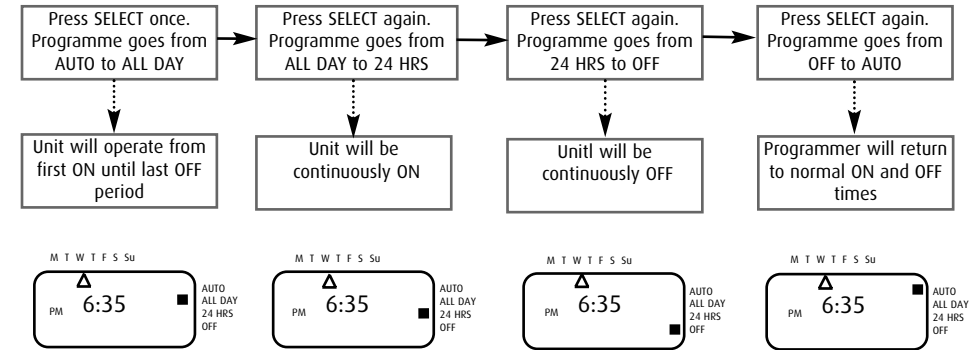 Press SELECT once.
Programme goes from
AUTO to ALL DAY
Press SELECT again.
Programme goes from
ALL DAY to 24 HRS
Press SELECT again.
Programme goes from
24 HRS to OFF
Press SELECT again.
Programme goes from
OFF to AUTO
Unit will operate from
first ON until last OFF
period
Unit will be
continuously ON
Unitl will be
continuously OFF
Programmer will return
to normal ON and OFF
times
M T W T F S Su
PM 6:35
AUTO
ALL DAY
24 HRS
OFF
M T W T F S Su
PM 6:35
AUTO
ALL DAY
24 HRS
OFF
M T W T F S Su
PM 6:35
AUTO
ALL DAY
24 HRS
OFF
M T W T F S Su
PM 6:35
AUTO
ALL DAY
24 HRS
OFF